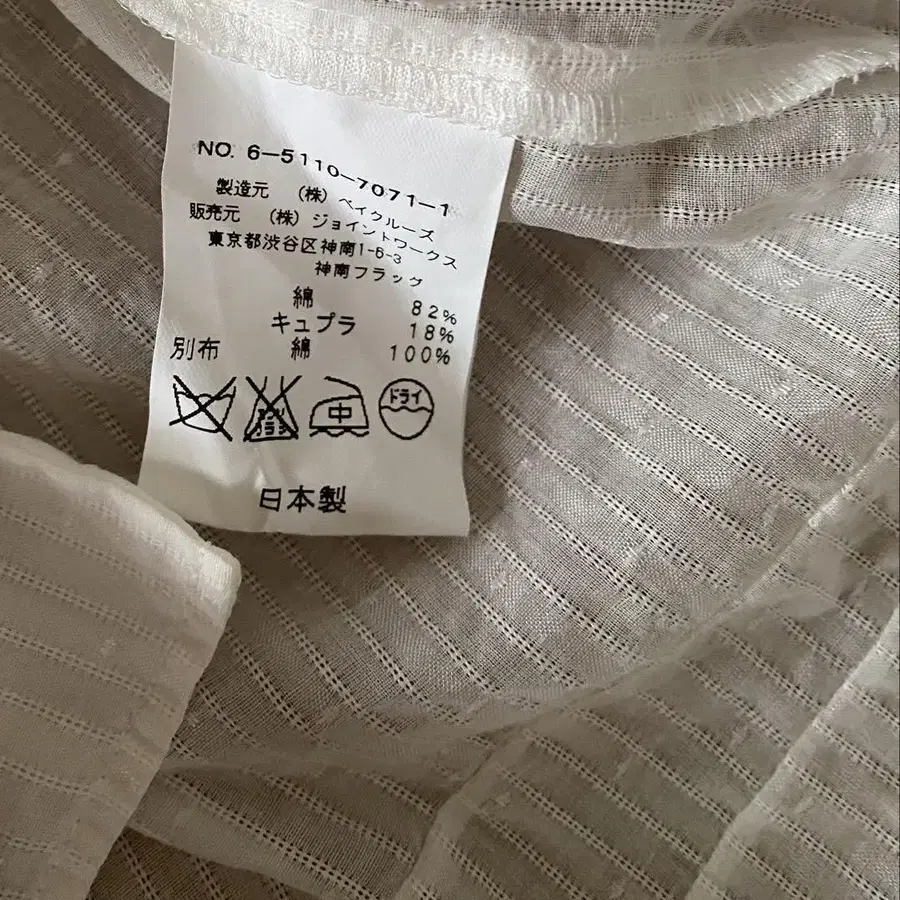 NO. 6-5110-7071-1
製造元 (株) ベイクルーズ
販売元 (株) ジョイントワークス
東京都渋谷区神南1-6-3
神南フラッグ
綿 82%
キュプラ 18%
別布 綿 100%
中 ドライ
日本製